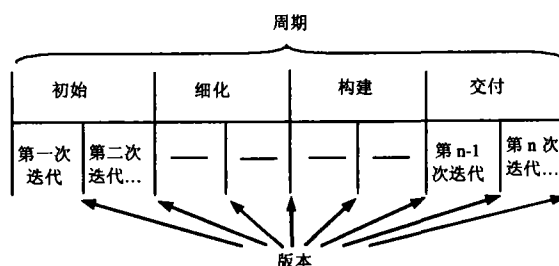 周期
初始 细化 构建 交付
第一次 第二次 — — — — 第 n-1 第 n 次
迭代 迭代... 次迭代 迭代...
版本